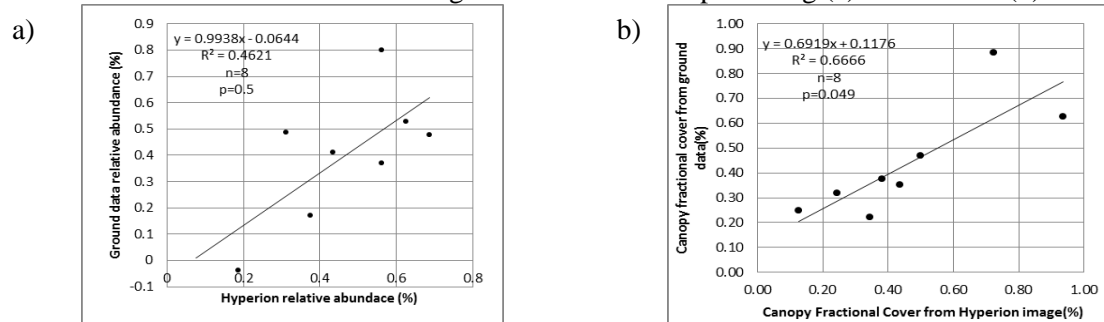 a)
0.9
0.8
0.7
0.6
0.5
0.4
0.3
0.2
0.1
0
-0.1
y = 0.9938x - 0.0644
R² = 0.4621
n=8
p=0.5
0
0.2
0.4
0.6
0.8
Ground data relative abundance (%)
Hyperion relative abundace (%)
b)
1.00
0.90
0.80
0.70
0.60
0.50
0.40
0.30
0.20
0.10
0.00
y = 0.6919x + 0.1176
R² = 0.6666
n=8
p=0.049
0.00
0.20
0.40
0.60
0.80
1.00
Canopy fractional cover from ground
data(%)
Canopy Fractional Cover from Hyperion image(%)